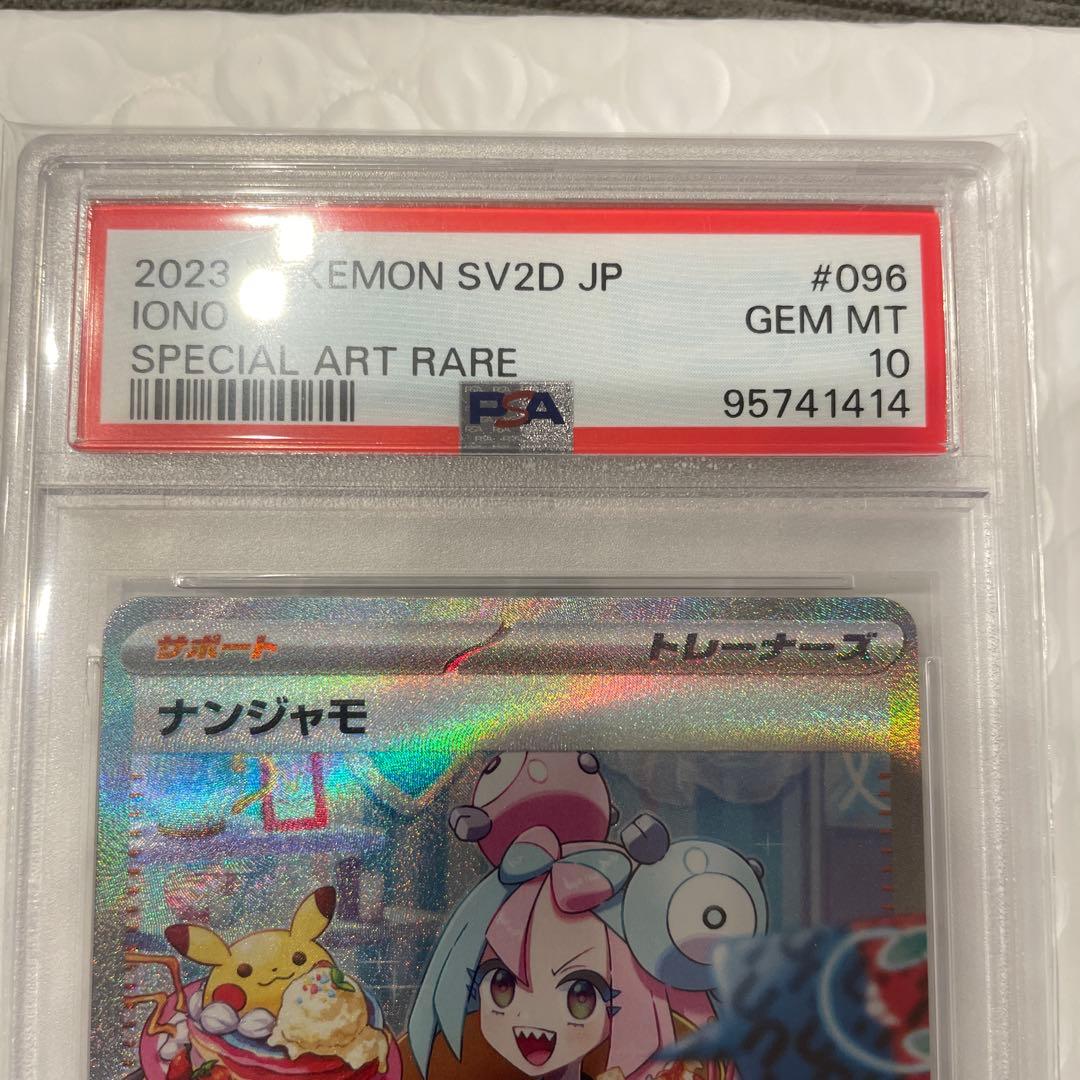 2023 POKEMON SV2D JP #096
IONO GEM MT
SPECIAL ART RARE 10
PSA 95741414
サポート トレーナーズ
ナンジャモ